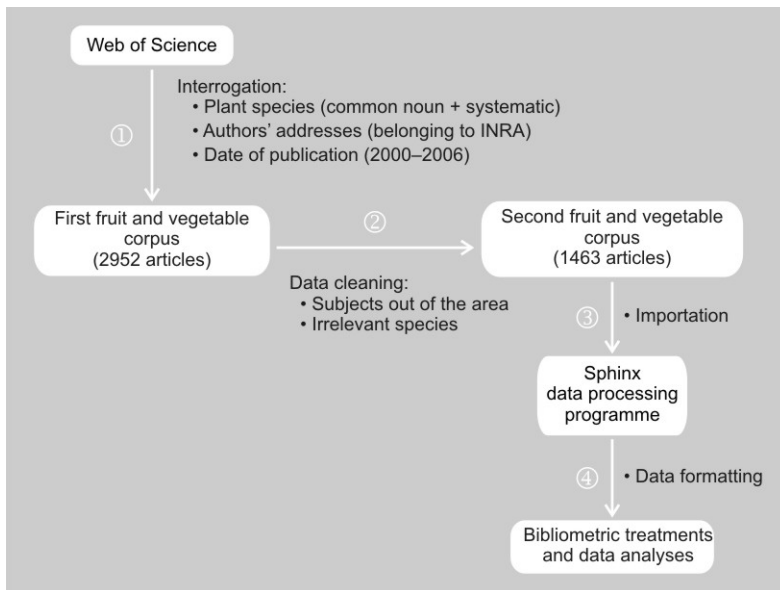 Web of Science
Interrogation:
• Plant species (common noun + systematic)
① • Authors' addresses (belonging to INRA)
• Date of publication (2000–2006)
First fruit and vegetable
corpus
(2952 articles)
②
Second fruit and vegetable
corpus
(1463 articles)
Data cleaning:
• Subjects out of the area
• Irrelevant species
③ • Importation
Sphinx
data processing
programme
④ • Data formatting
Bibliometric treatments
and data analyses